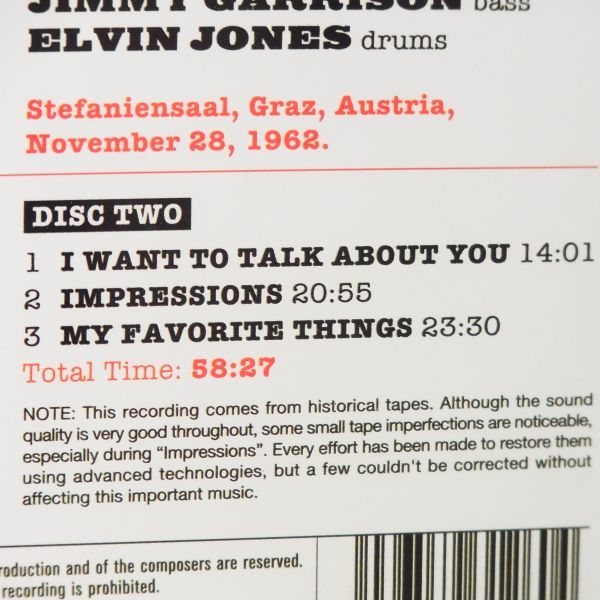 JIMMY GARRISON bass
ELVIN JONES drums
Stefaniensaal, Graz, Austria,
November 28, 1962.
DISC TWO
1 I WANT TO TALK ABOUT YOU 14:01
2 IMPRESSIONS 20:55
3 MY FAVORITE THINGS 23:30
Total Time: 58:27
NOTE: This recording comes from historical tapes. Although the sound
quality is very good throughout, some small tape imperfections are noticeable,
especially during “Impressions”. Every effort has been made to restore them
using advanced technologies, but a few couldn't be corrected without
affecting this important music.
roduction and of the composers are reserved.
recording is prohibited.